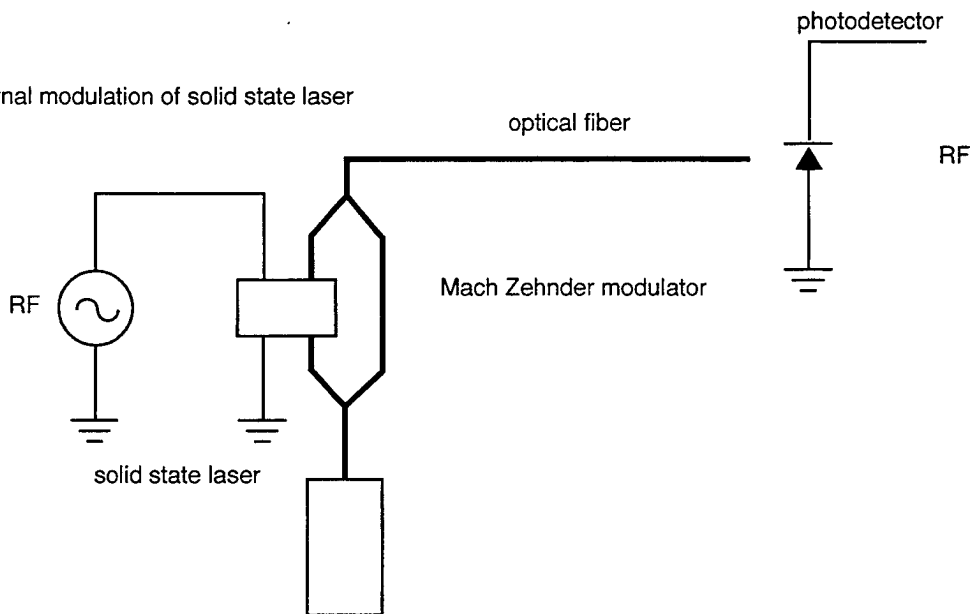 photodetector
rnal modulation of solid state laser
optical fiber
RF
Mach Zehnder modulator
RF
solid state laser